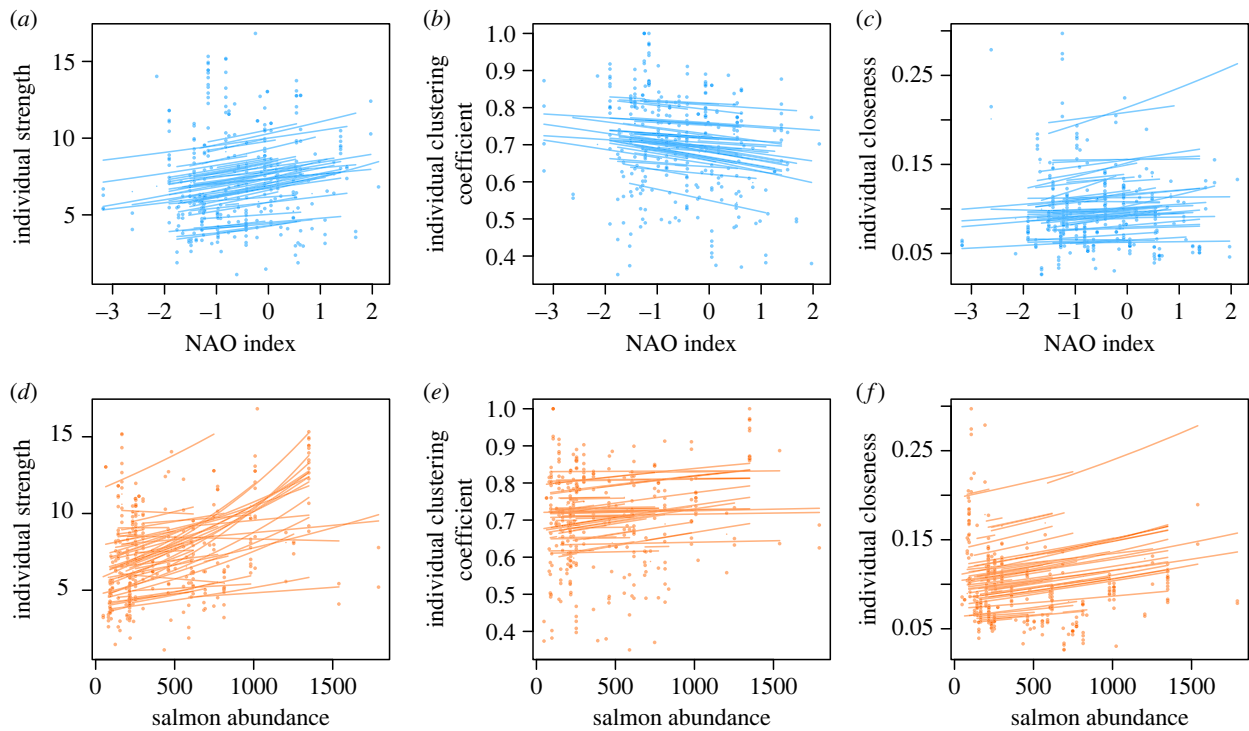 (a)
individual strength
15
10
5
–3 –2 –1 0 1 2
NAO index
(b)
individual clustering
coefficient
1.0
0.9
0.8
0.7
0.6
0.5
0.4
–3 –2 –1 0 1 2
NAO index
(c)
individual closeness
0.25
0.15
0.05
–3 –2 –1 0 1 2
NAO index
(d)
individual strength
15
10
5
0 500 1000 1500
salmon abundance
(e)
individual clustering
coefficient
1.0
0.9
0.8
0.7
0.6
0.5
0.4
0 500 1000 1500
salmon abundance
(f)
individual closeness
0.25
0.15
0.05
0 500 1000 1500
salmon abundance